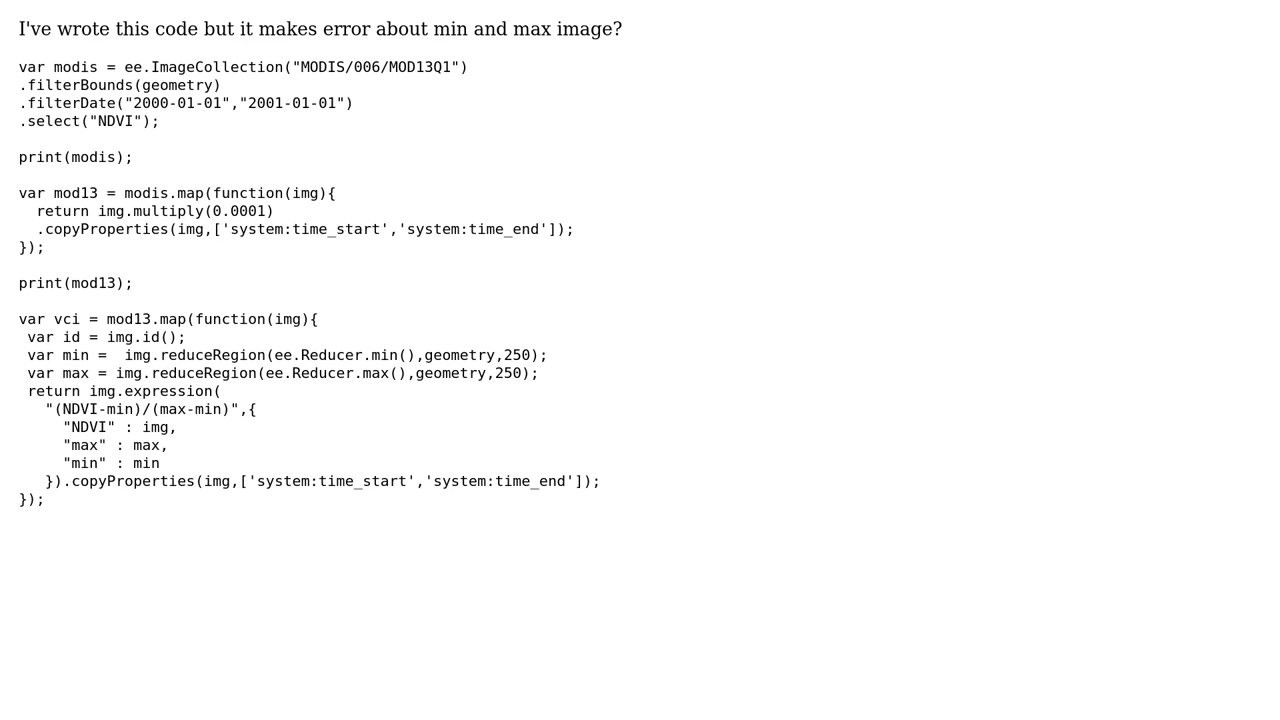 I've wrote this code but it makes error about min and max image?
var modis = ee.ImageCollection("MODIS/006/MOD13Q1")
.filterBounds(geometry)
.filterDate("2000-01-01","2001-01-01")
.select("NDVI");

print(modis);

var mod13 = modis.map(function(img){
  return img.multiply(0.0001)
  .copyProperties(img,['system:time_start','system:time_end']);
});

print(mod13);

var vci = mod13.map(function(img){
 var id = img.id();
 var min =  img.reduceRegion(ee.Reducer.min(),geometry,250);
 var max = img.reduceRegion(ee.Reducer.max(),geometry,250);
 return img.expression(
   "(NDVI-min)/(max-min)",{
     "NDVI" : img,
     "max" : max,
     "min" : min
   }).copyProperties(img,['system:time_start','system:time_end']);
});